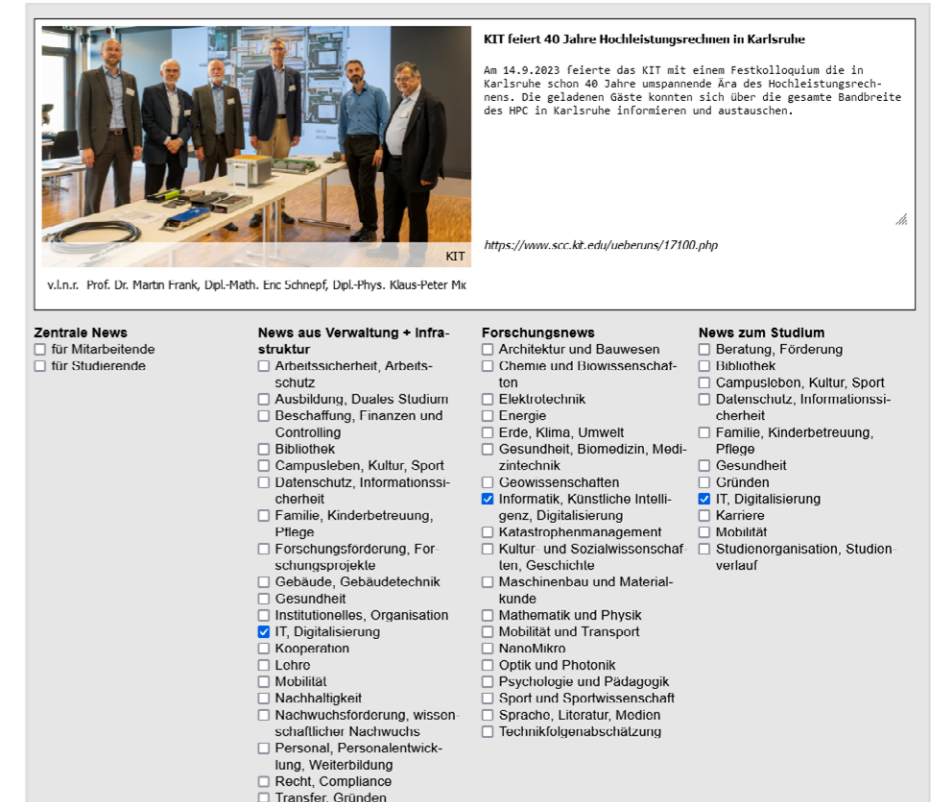 KIT feiert 40 Jahre Hochleistungsrechnen in Karlsruhe
Am 14.9.2023 feierte das KIT mit einem Festkolloquium die in
Karlsruhe schon 40 Jahre umspannende Ära des Hochleistungsrech-
nens. Die geladenen Gäste konnten sich über die gesamte Bandbreite
des HPC in Karlsruhe informieren und austauschen.
https://www.scc.kit.edu/ueberuns/17100.php
KIT
v.l.n.r. Prof. Dr. Martin Frank, Dipl.-Math. Eric Schnepf, Dipl.-Phys. Klaus-Peter
Zentrale News
für Mitarbeitende
für Studierende
News aus Verwaltung + Infra-
struktur
Arbeitssicherheit, Arbeits-
schutz
Ausbildung, Duales Studium
Beschaffung, Finanzen und
Controlling
Bibliothek
Campusleben, Kultur, Sport
Datenschutz, Informationssi-
cherheit
Familie, Kinderbetreuung,
Pflege
Forschungsförderung, For-
schungsprojekte
Gebäude, Gebäudetechnik
Gesundheit
Institutionelles, Organisation
IT, Digitalisierung
Kooperation
Lehre
Mobilität
Nachhaltigkeit
Nachwuchsförderung, wissen-
schaftlicher Nachwuchs
Personal, Personalentwick-
lung, Weiterbildung
Recht, Compliance
Transfer, Gründen
Forschungsnews
Architektur und Bauwesen
Chemie und Biowissenschaf-
ten
Elektrotechnik
Energie
Erde, Klima, Umwelt
Gesundheit, Biomedizin, Medi-
zintechnik
Geowissenschaften
Informatik, Künstliche Intelli-
genz, Digitalisierung
Katastrophenmanagement
Kultur- und Sozialwissenschaf-
ten, Geschichte
Maschinenbau und Material-
kunde
Mathematik und Physik
Mobilität und Transport
NanoMikro
Optik und Photonik
Psychologie und Pädagogik
Sport und Sportwissenschaft
Sprache, Literatur, Medien
Technikfolgenabschätzung
News zum Studium
Beratung, Förderung
Bibliothek
Campusleben, Kultur, Sport
Datenschutz, Informationssi-
cherheit
Familie, Kinderbetreuung,
Pflege
Gesundheit
Gründen
IT, Digitalisierung
Karriere
Mobilität
Studienorganisation, Studien-
verlauf